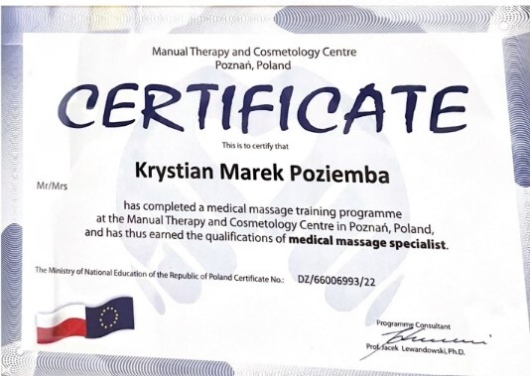 Manual Therapy and Cosmetology Centre
Poznań, Poland
CERTIFICATE
This is to certify that
Krystian Marek Poziemba
Mr/Mrs
has completed a medical massage training programme
at the Manual Therapy and Cosmetology Centre in Poznań, Poland,
and has thus earned the qualifications of medical massage specialist.
The Ministry of National Education of the Republic of Poland Certificate No.: DZ/66006993/22
Programme Consultant
Prof. Jacek Lewandowski, Ph.D.